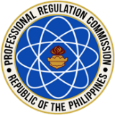 PROFESSIONAL REGULATION COMMISSION
REPUBLIC OF THE PHILIPPINES